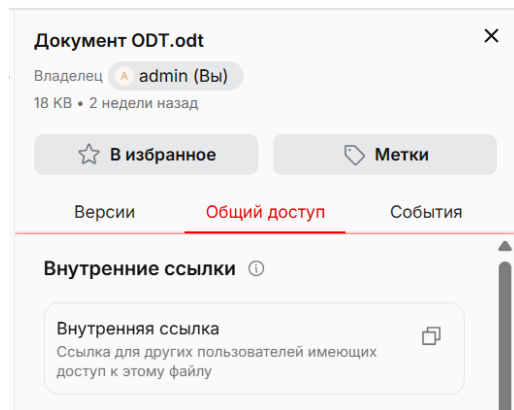 Документ ODT.odt
Владелец A admin (Вы)
18 KB • 2 недели назад
В избранное Метки
Версии Общий доступ События
Внутренние ссылки
Внутренняя ссылка
Ссылка для других пользователей имеющих
доступ к этому файлу